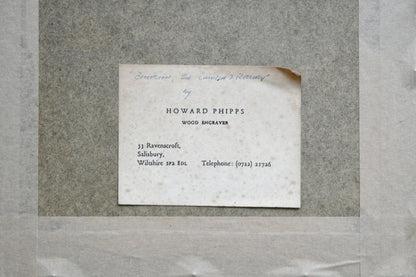 by
HOWARD PHIPPS
WOOD ENGRAVER
33 Ravenscroft,
Salisbury,
Wiltshire SP2 8DL Telephone: (0722) 21726